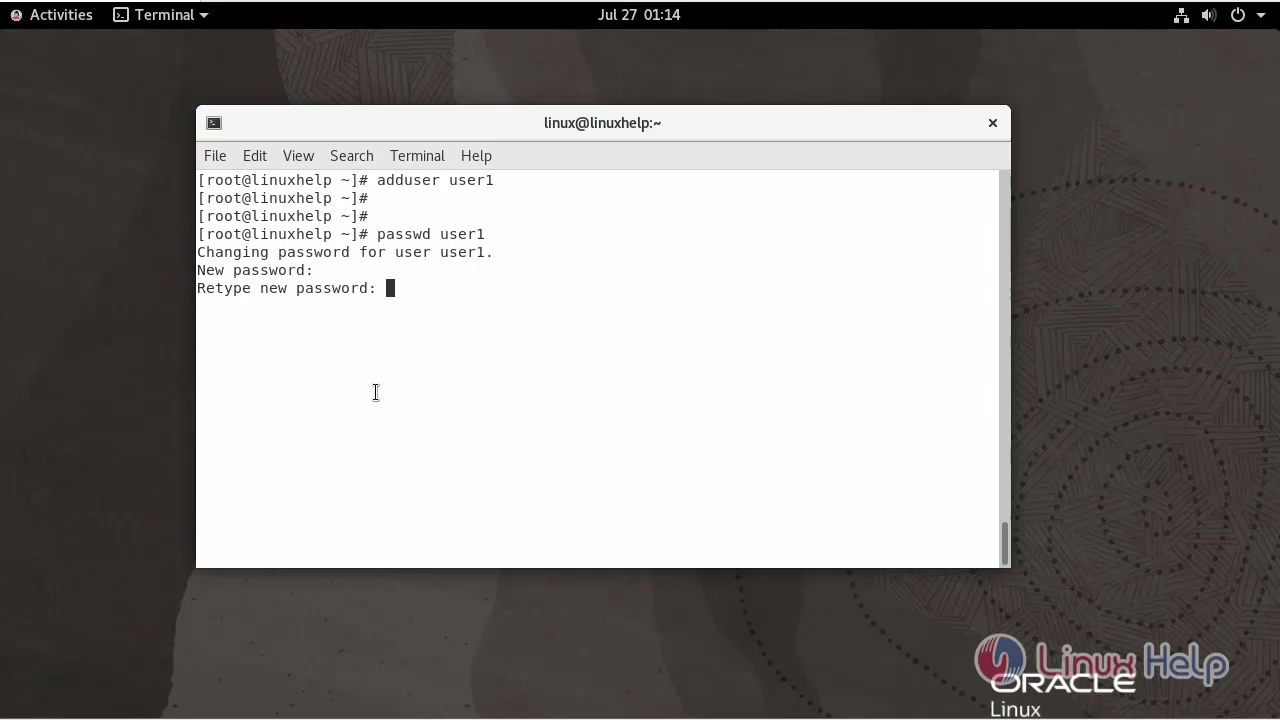 Activities Terminal Jul 27 01:14
linux@linuxhelp:~ ×
File Edit View Search Terminal Help
[root@linuxhelp ~]# adduser user1
[root@linuxhelp ~]#
[root@linuxhelp ~]#
[root@linuxhelp ~]# passwd user1
Changing password for user user1.
New password:
Retype new password:
Linux Help
ORACLE
Linux